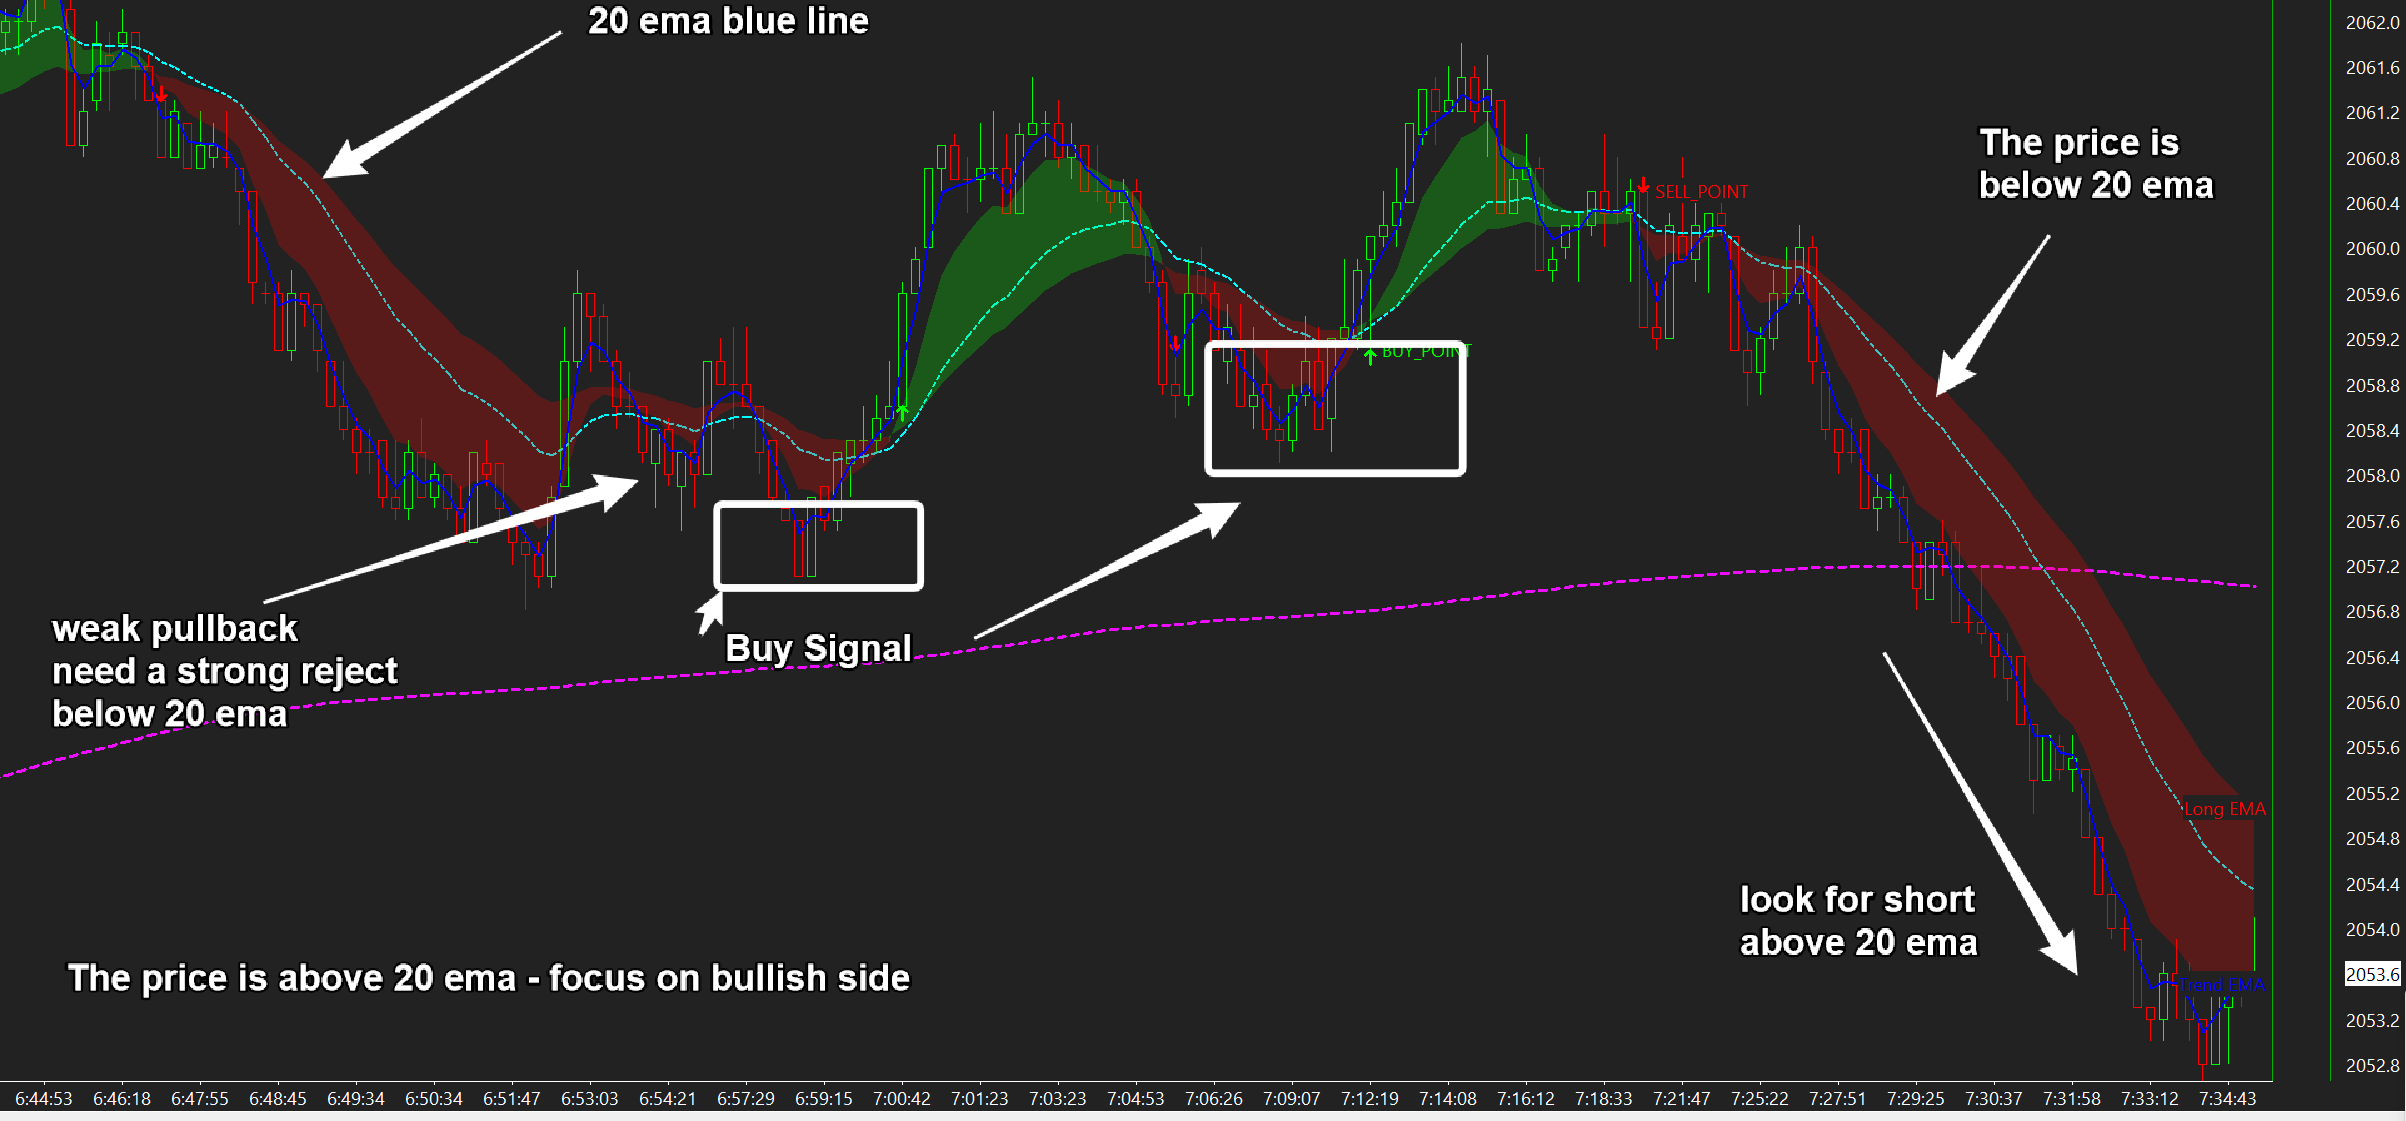 20 ema blue line
The price is
below 20 ema
SELL_POINT
BUY_POINT
weak pullback
need a strong reject
below 20 ema
Buy Signal
Long EMA
look for short
above 20 ema
The price is above 20 ema - focus on bullish side
Trend EMA
2062.0
2061.6
2061.2
2060.8
2060.4
2060.0
2059.6
2059.2
2058.8
2058.4
2058.0
2057.6
2057.2
2056.8
2056.4
2056.0
2055.6
2055.2
2054.8
2054.4
2054.0
2053.6
2053.2
2052.8
6:44:53 6:46:18 6:47:55 6:48:45 6:49:34 6:50:34 6:51:47 6:53:03 6:54:21 6:57:29 6:59:15 7:00:42 7:01:23 7:03:23 7:04:53 7:06:26 7:09:07 7:12:19 7:14:08 7:16:12 7:18:33 7:21:47 7:25:22 7:27:51 7:29:25 7:30:37 7:31:58 7:33:12 7:34:43